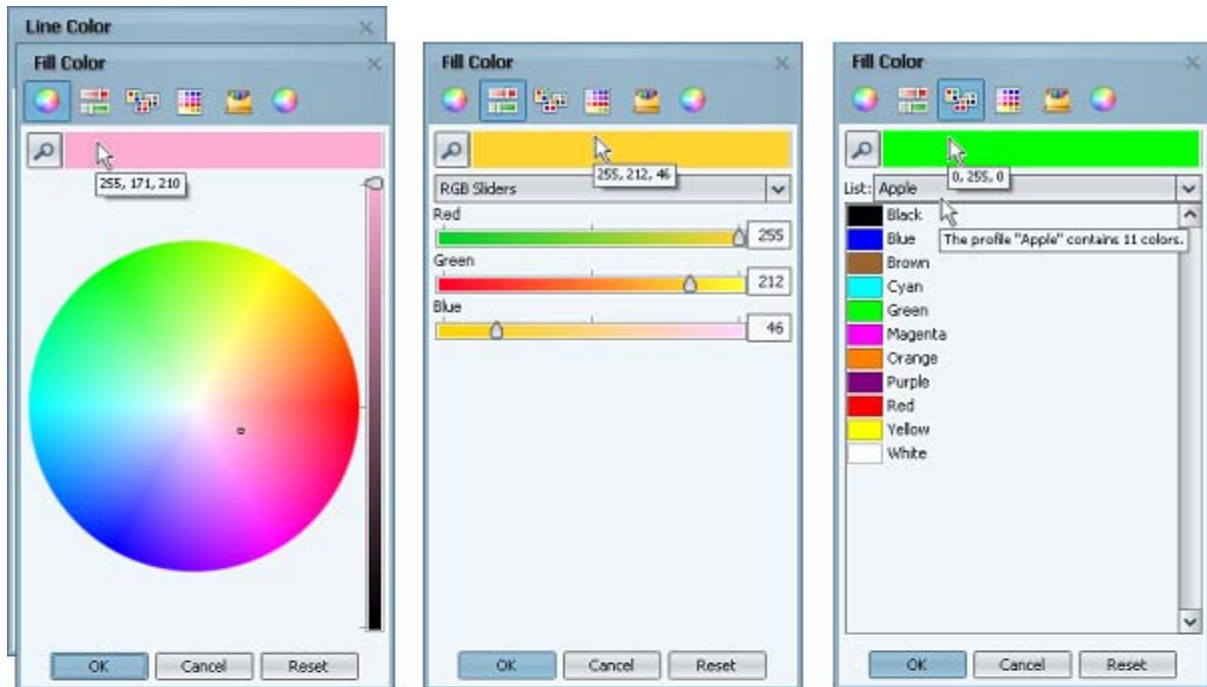 Line Color
Fill Color
255, 171, 210
OK Cancel Reset
Fill Color
255, 212, 46
RGB Sliders
Red
255
Green
212
Blue
46
OK Cancel Reset
Fill Color
0, 255, 0
List: Apple
Black
Blue
The profile "Apple" contains 11 colors.
Brown
Cyan
Green
Magenta
Orange
Purple
Red
Yellow
White
OK Cancel Reset